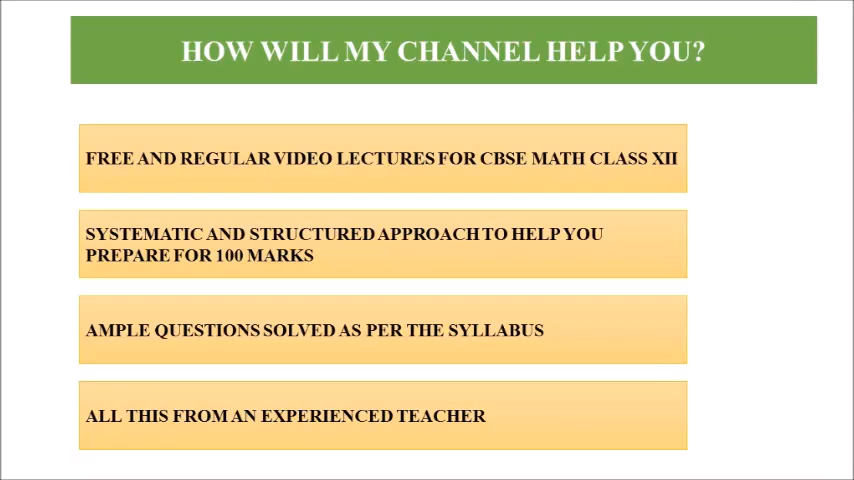 HOW WILL MY CHANNEL HELP YOU?
FREE AND REGULAR VIDEO LECTURES FOR CBSE MATH CLASS XII
SYSTEMATIC AND STRUCTURED APPROACH TO HELP YOU
PREPARE FOR 100 MARKS
AMPLE QUESTIONS SOLVED AS PER THE SYLLABUS
ALL THIS FROM AN EXPERIENCED TEACHER